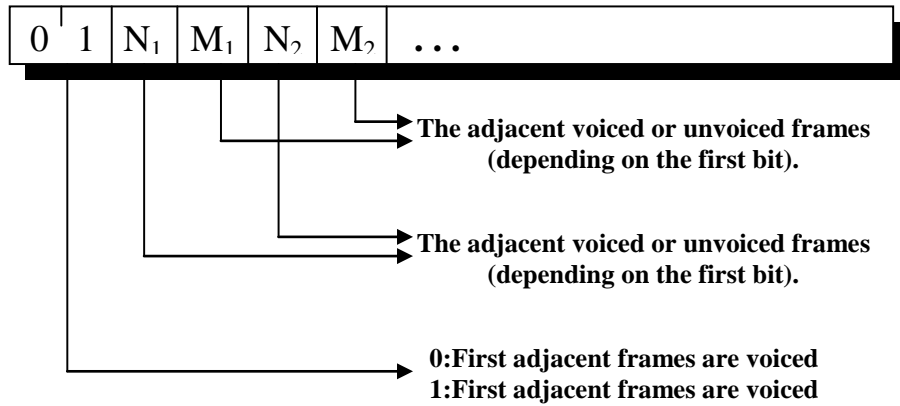 0 1 N₁ M₁ N₂ M₂ ...
The adjacent voiced or unvoiced frames
(depending on the first bit).
The adjacent voiced or unvoiced frames
(depending on the first bit).
0:First adjacent frames are voiced
1:First adjacent frames are voiced